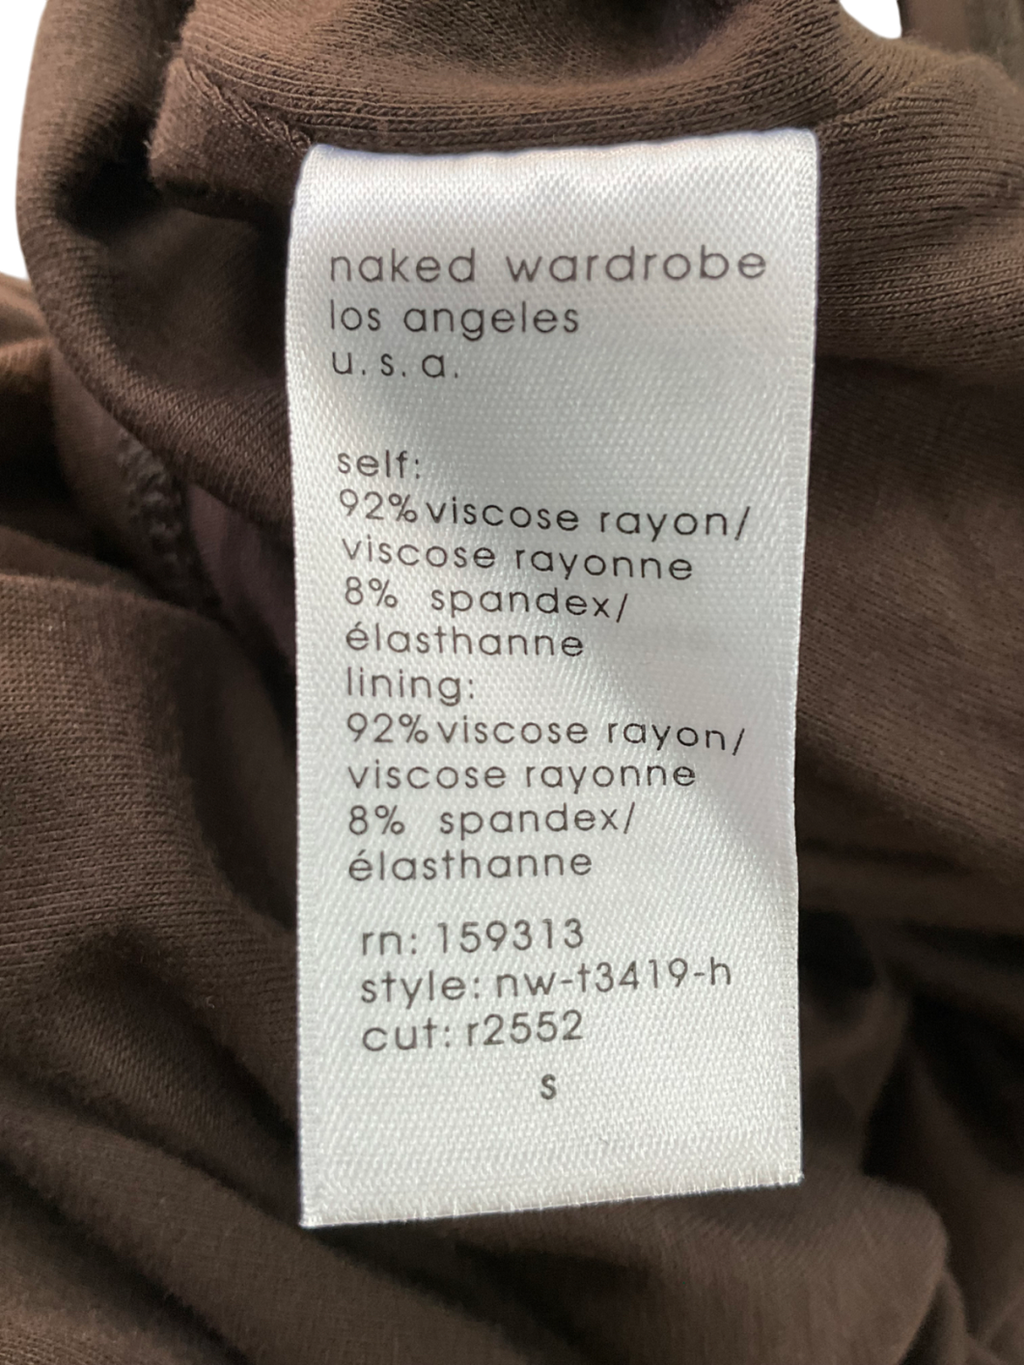 naked wardrobe
los angeles
u.s.a.
self:
92% viscose rayon/
viscose rayonne
8% spandex/
élasthanne
lining:
92% viscose rayon/
viscose rayonne
8% spandex/
élasthanne
rn: 159313
style: nw-t3419-h
cut: r2552
s